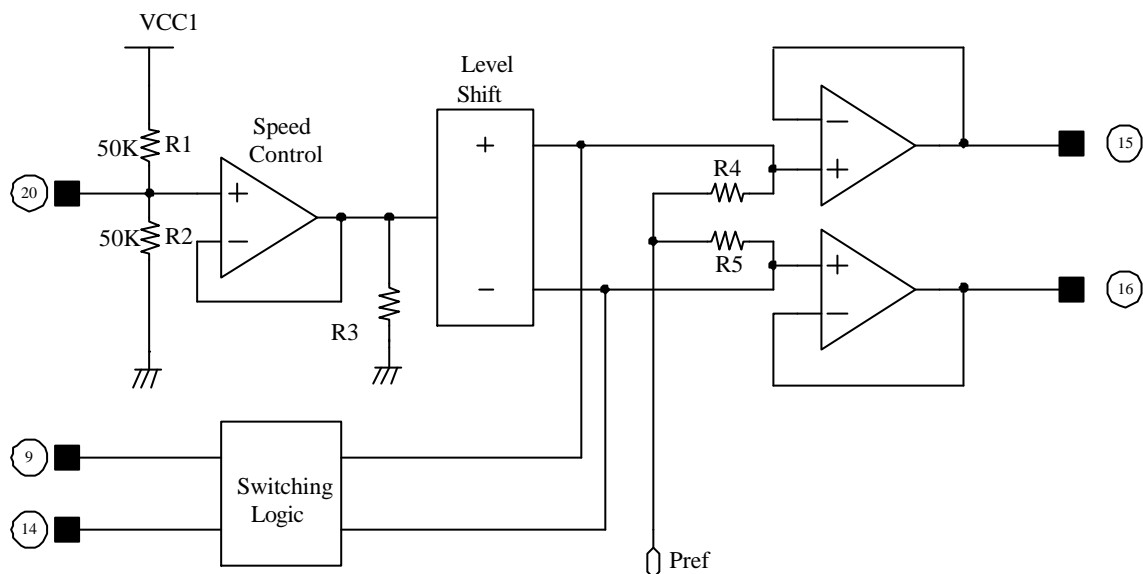 VCC1
Level
Shift
50K
R1
Speed
Control
+
−
15
R4
+
20
+
−
+
50K
R2
R5
−
+
−
16
R3
9
Switching
Logic
14
Pref